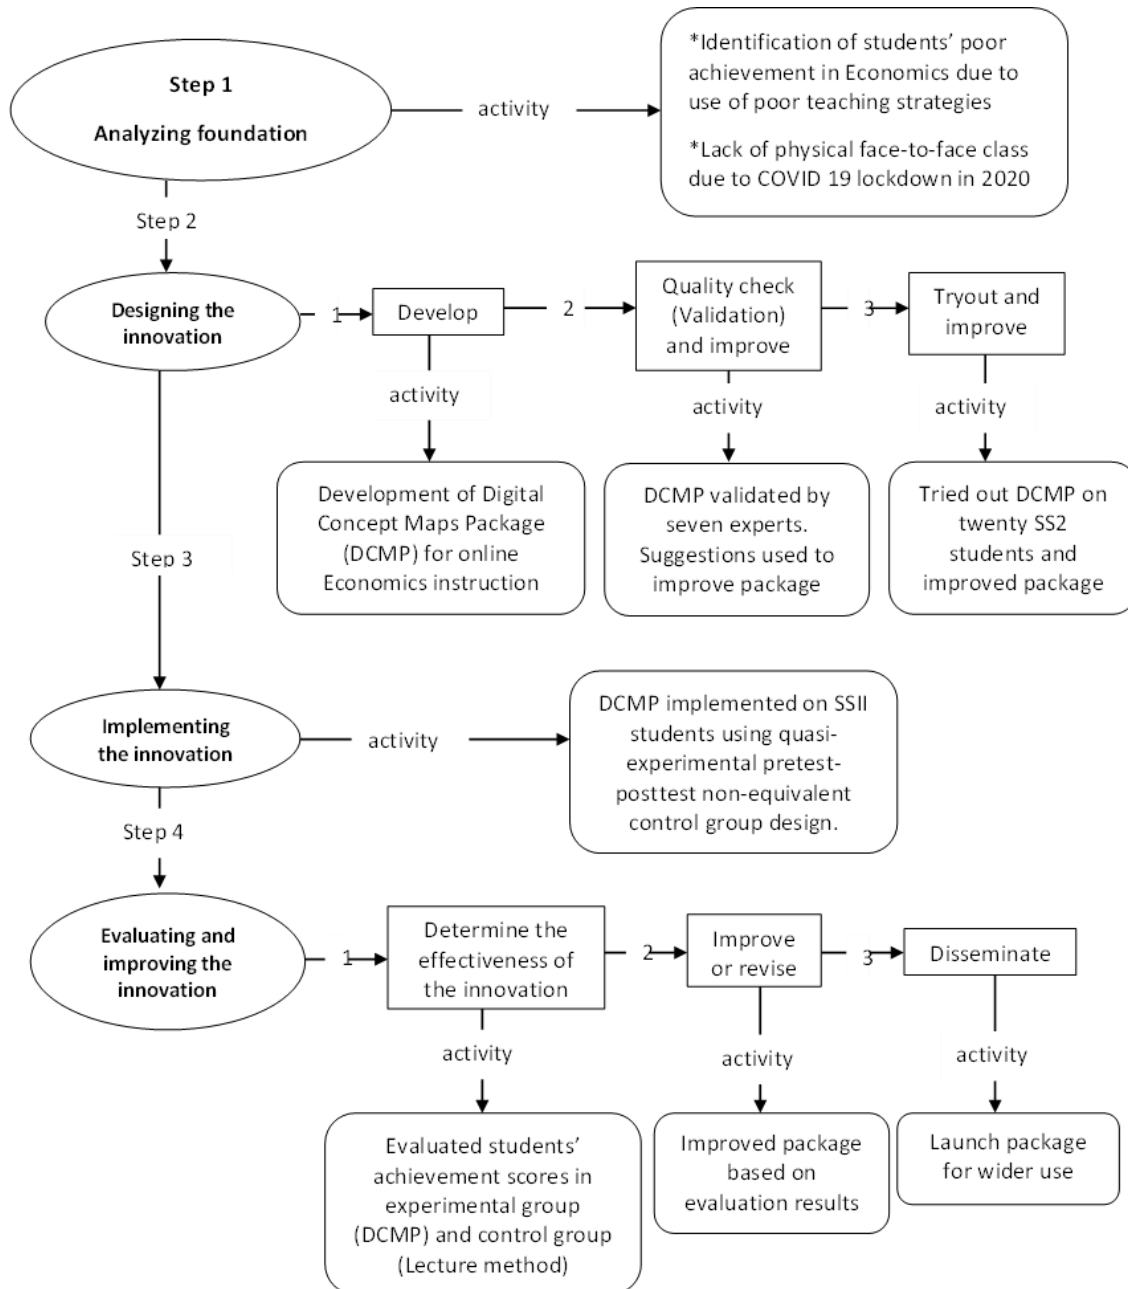 Step 1
Analyzing foundation
activity
*Identification of students’ poor
achievement in Economics due to
use of poor teaching strategies
*Lack of physical face-to-face class
due to COVID 19 lockdown in 2020
Step 2
Designing the
innovation
1
Develop
2
Quality check
(Validation)
and improve
3
Tryout and
improve
activity
activity
activity
Development of Digital
Concept Maps Package
(DCMP) for online
Economics instruction
DCMP validated by
seven experts.
Suggestions used to
improve package
Tried out DCMP on
twenty SS2
students and
improved package
Step 3
Implementing
the innovation
activity
DCMP implemented on SSII
students using quasi-
experimental pretest-
posttest non-equivalent
control group design.
Step 4
Evaluating and
improving the
innovation
1
Determine the
effectiveness of
the innovation
2
Improve
or revise
3
Disseminate
activity
activity
activity
Evaluated students’
achievement scores in
experimental group
(DCMP) and control group
(Lecture method)
Improved package
based on
evaluation results
Launch package
for wider use